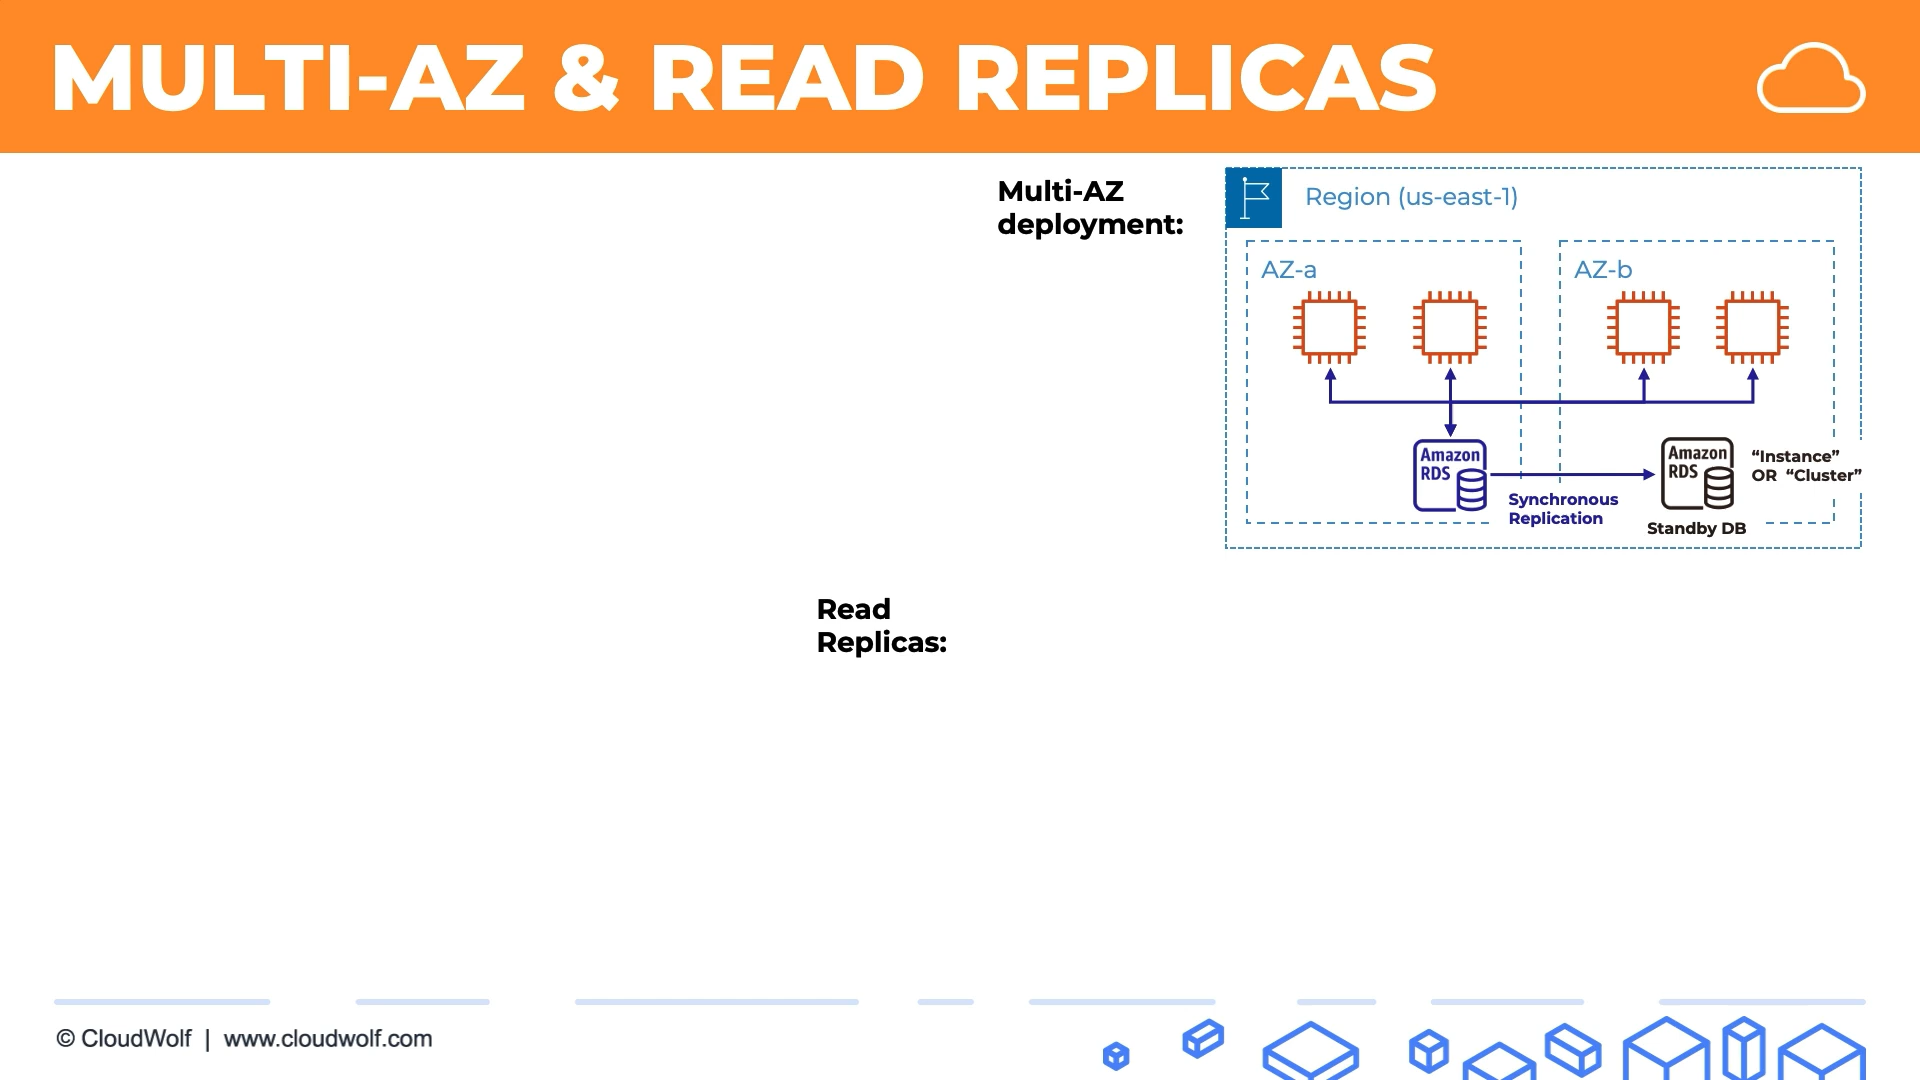 MULTI-AZ & READ REPLICAS
Multi-AZ
deployment:
Region (us-east-1)
AZ-a
AZ-b
Amazon
RDS
Synchronous
Replication
Amazon
RDS
“Instance”
OR “Cluster”
Standby DB
Read
Replicas:
© CloudWolf | www.cloudwolf.com